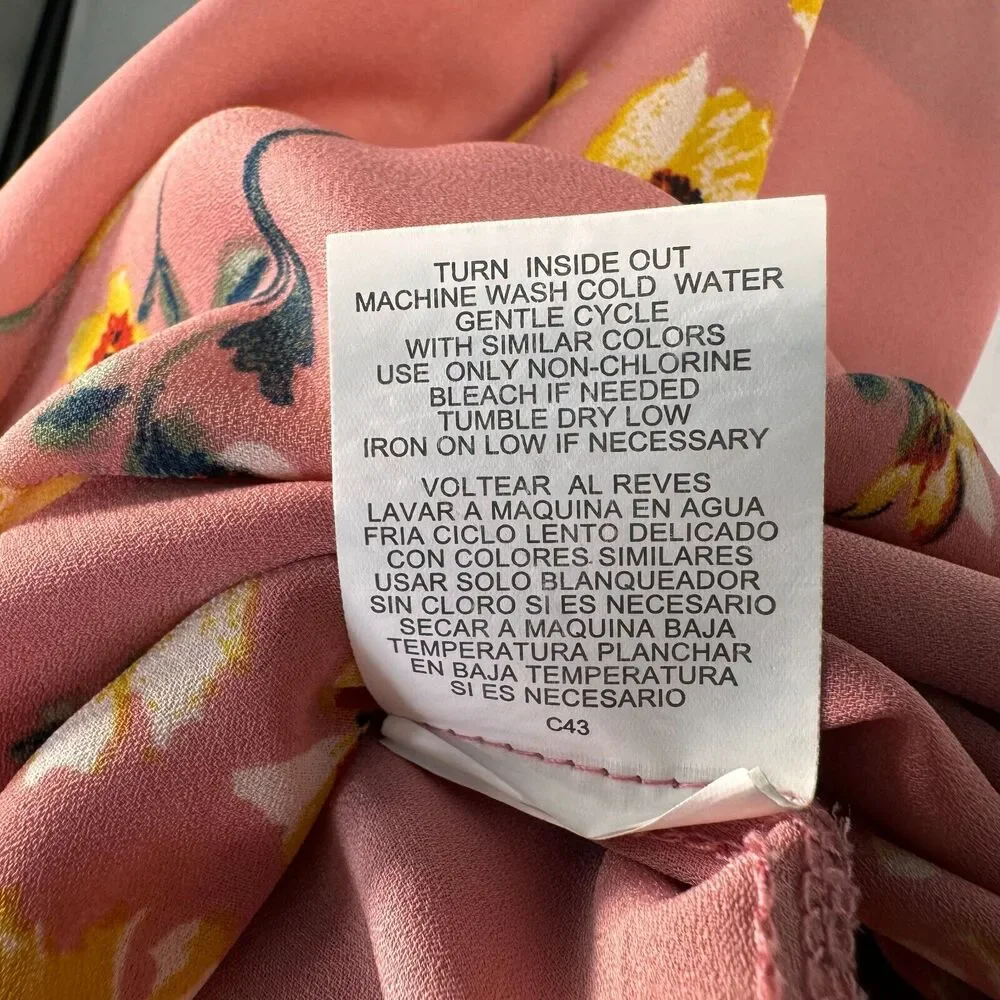 TURN INSIDE OUT
MACHINE WASH COLD WATER
GENTLE CYCLE
WITH SIMILAR COLORS
USE ONLY NON-CHLORINE
BLEACH IF NEEDED
TUMBLE DRY LOW
IRON ON LOW IF NECESSARY
VOLTEAR AL REVES
LAVAR A MAQUINA EN AGUA
FRIA CICLO LENTO DELICADO
CON COLORES SIMILARES
USAR SOLO BLANQUEADOR
SIN CLORO SI ES NECESARIO
SECAR A MAQUINA BAJA
TEMPERATURA PLANCHAR
EN BAJA TEMPERATURA
SI ES NECESARIO
C43